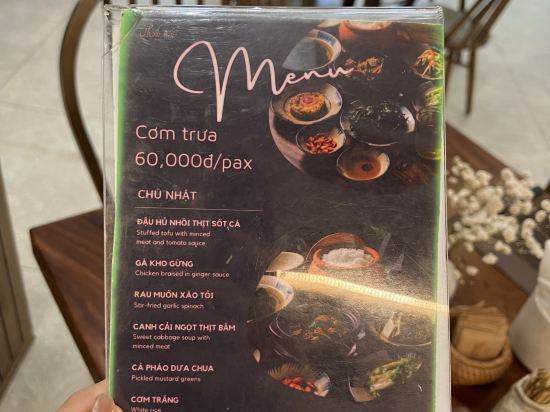 Menu
Cơm trưa
60,000đ/pax
CHỦ NHẬT
ĐẬU HỦ NHỒI THỊT SỐT CÀ
Stuffed tofu with minced
meat and tomato sauce
GÀ KHO GỪNG
Chicken braised in ginger sauce
RAU MUỐN XÀO TỎI
Stir-fried garlic spinach
CANH CẢI NGỌT THỊT BẰM
Sweet cabbage soup with
minced meat
CÀ PHÁO DƯA CHUA
Pickled mustard greens
CƠM TRẮNG
White rice